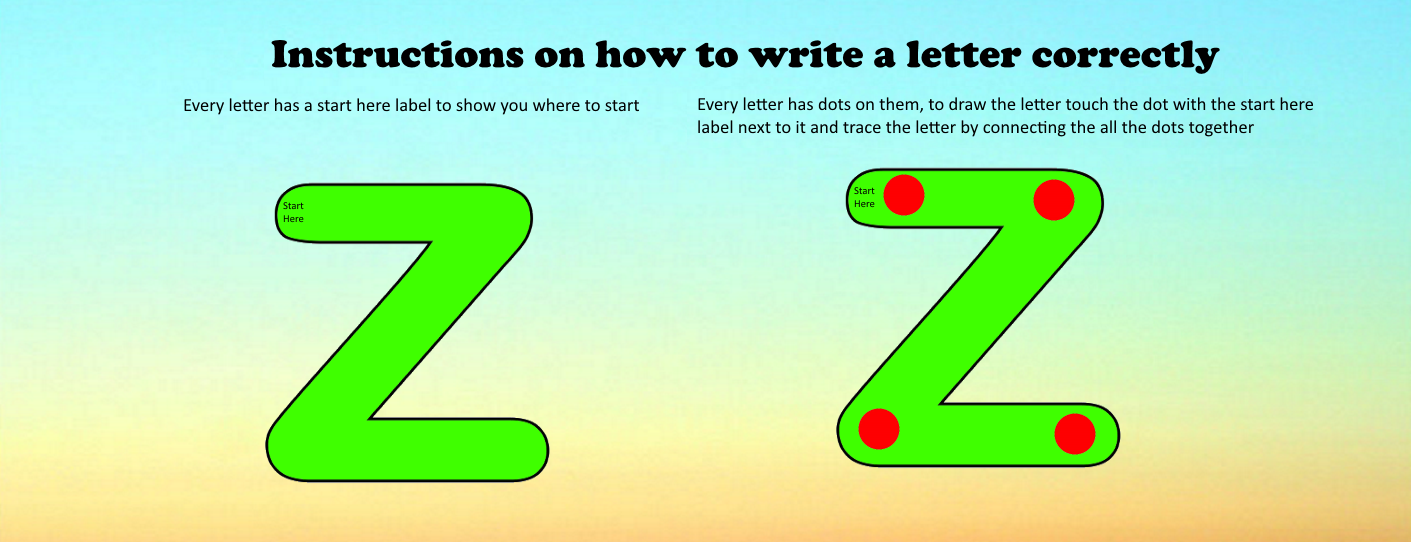 Instructions on how to write a letter correctly
Every letter has a start here label to show you where to start
Every letter has dots on them, to draw the letter touch the dot with the start here
label next to it and trace the letter by connecting the all the dots together
Start
Here
Start
Here
Z
Z